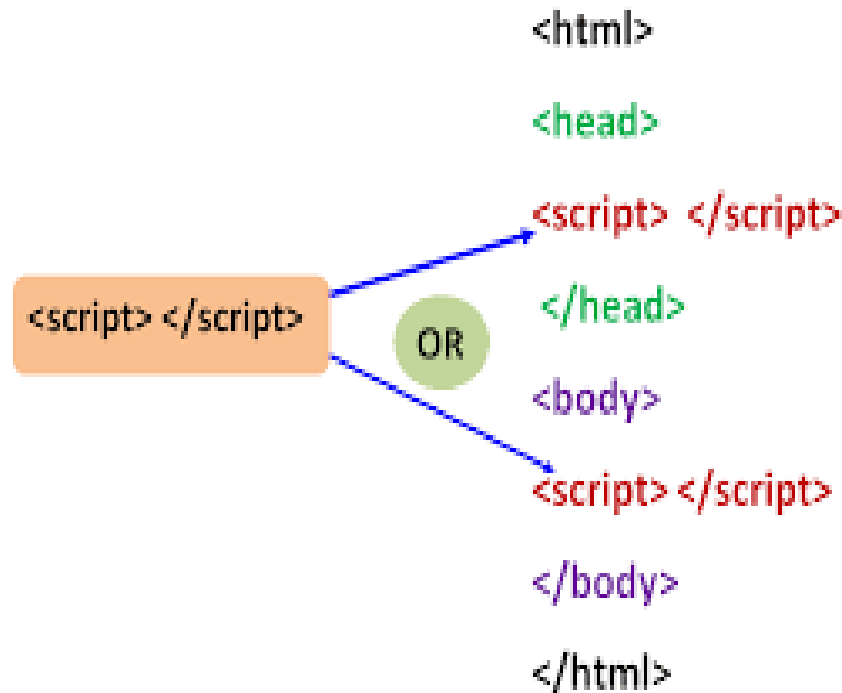 <html>
<head>
<script> </script>
<script> </script>
OR
</head>
<body>
<script> </script>
</body>
</html>